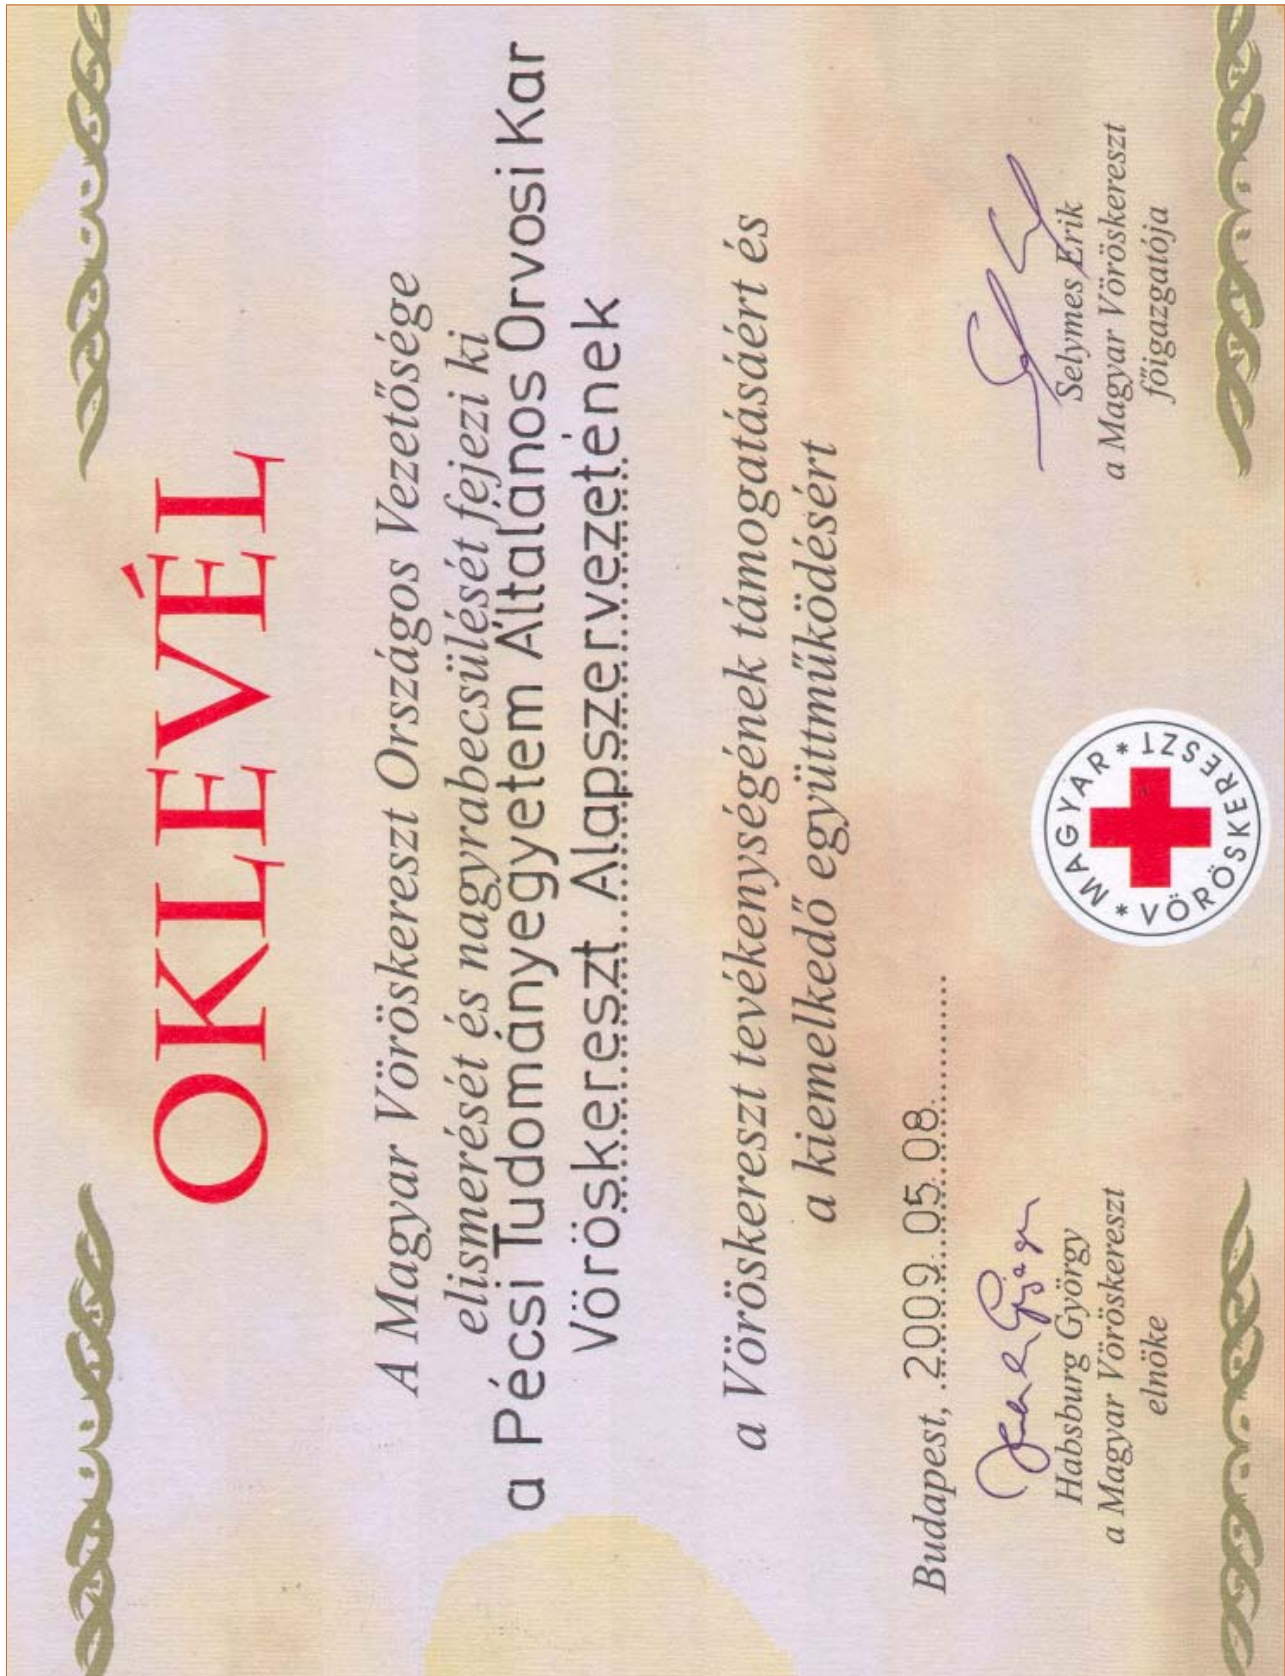 OKLEVÉL
A Magyar Vöröskereszt Országos Vezetősége
elismerését és nagyrabecsülését fejezi ki
a Pécsi Tudományegyetem Általános Orvosi Kar
Vöröskereszt Alapszervezetének
a Vöröskereszt tevékenységének támogatásáért és
a kiemelkedő együttműködésért
Budapest, 2009. 05. 08.
Habsburg György
a Magyar Vöröskereszt
elnöke
* MAGYAR * VÖRÖSKERESZT
Selymes Erik
a Magyar Vöröskereszt
főigazgatója